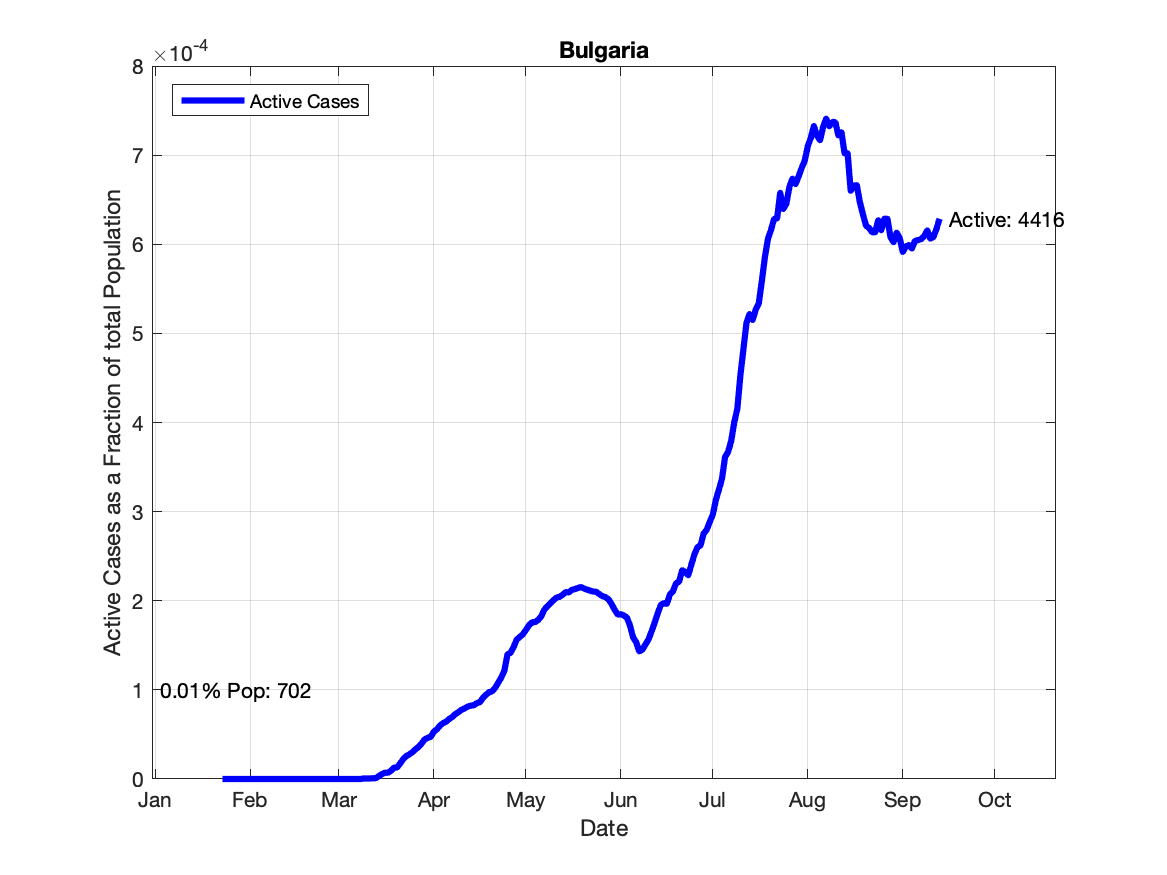 Bulgaria
×10-4
8
7
6
5
4
3
2
1
0
Active Cases
Active: 4416
0.01% Pop: 702
Active Cases as a Fraction of total Population
Jan Feb Mar Apr May Jun Jul Aug Sep Oct
Date